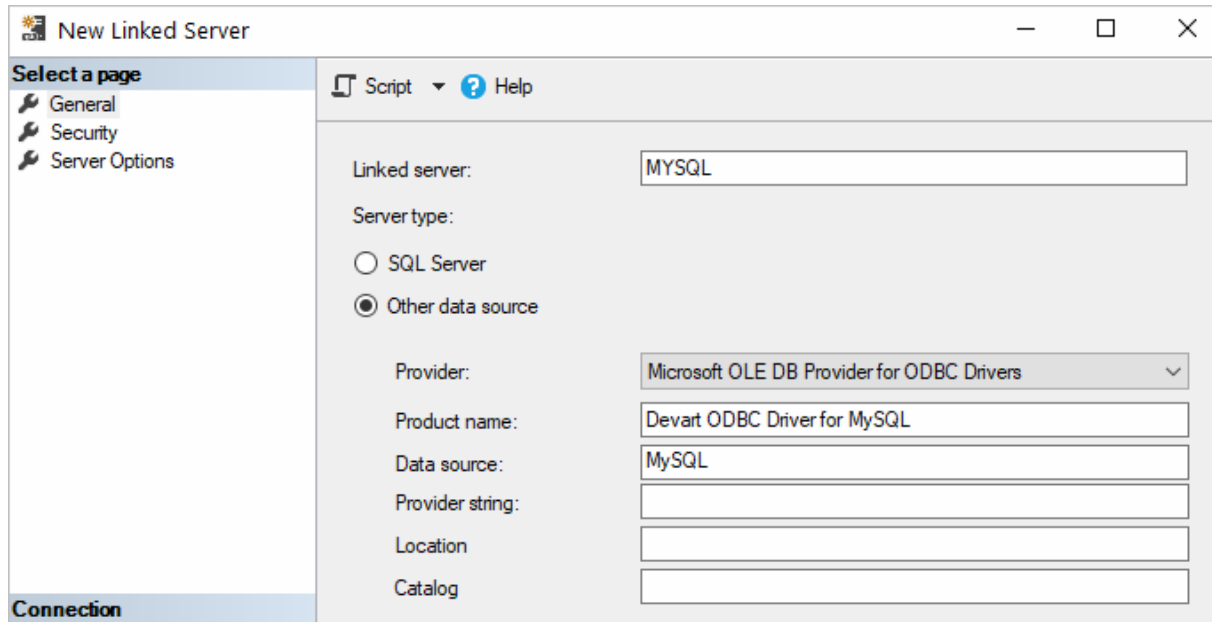 New Linked Server
Select a page
General
Security
Server Options
Connection
Script
Help
Linked server: MYSQL
Server type:
SQL Server
Other data source
Provider: Microsoft OLE DB Provider for ODBC Drivers
Product name: Devart ODBC Driver for MySQL
Data source: MySQL
Provider string:
Location
Catalog